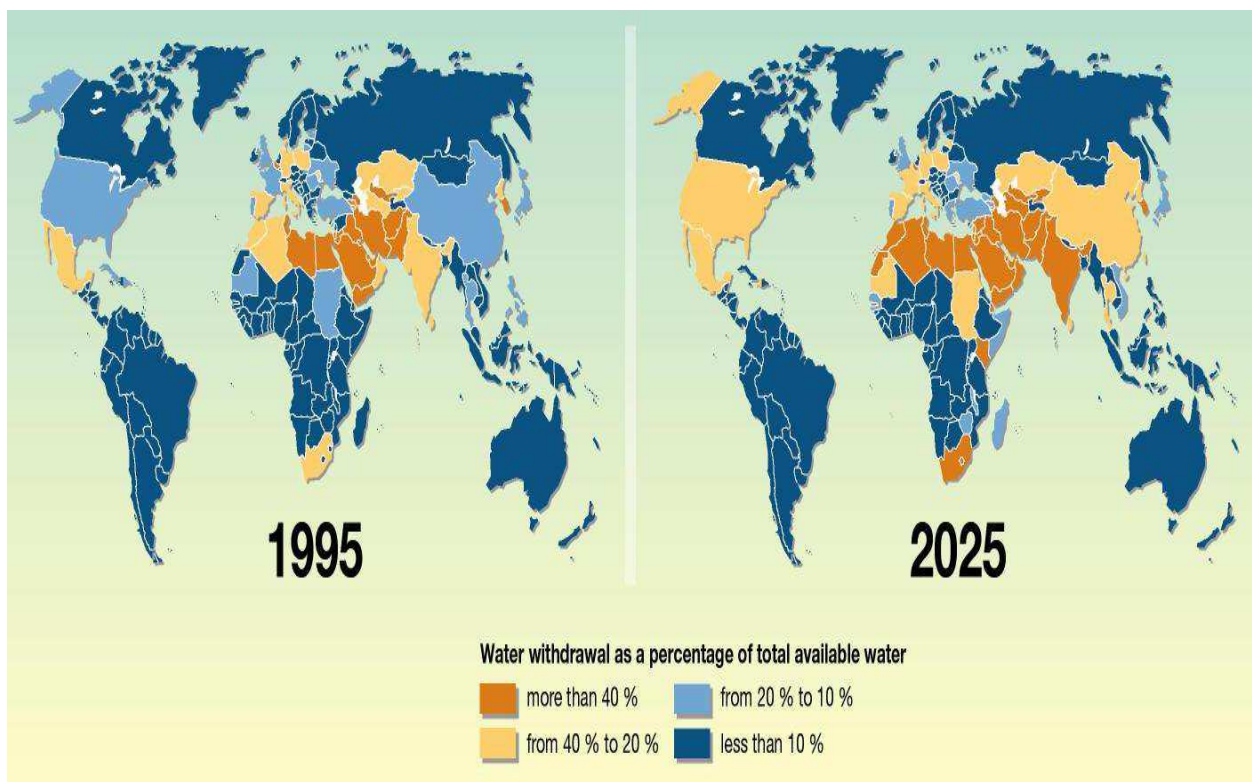 1995
2025
Water withdrawal as a percentage of total available water
more than 40 %
from 20 % to 10 %
from 40 % to 20 %
less than 10 %